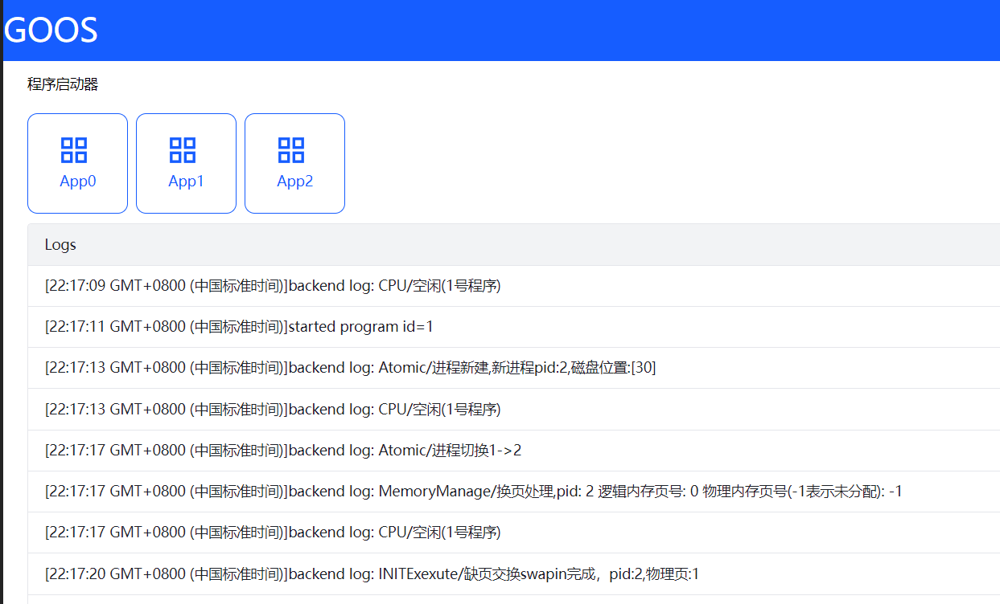 GOOS
程序启动器
App0 App1 App2
Logs
[22:17:09 GMT+0800 (中国标准时间)]backend log: CPU/空闲(1号程序)
[22:17:11 GMT+0800 (中国标准时间)]started program id=1
[22:17:13 GMT+0800 (中国标准时间)]backend log: Atomic/进程新建,新进程pid:2,磁盘位置:[30]
[22:17:13 GMT+0800 (中国标准时间)]backend log: CPU/空闲(1号程序)
[22:17:17 GMT+0800 (中国标准时间)]backend log: Atomic/进程切换1->2
[22:17:17 GMT+0800 (中国标准时间)]backend log: MemoryManage/换页处理,pid: 2 逻辑内存页号: 0 物理内存页号(-1表示未分配): -1
[22:17:17 GMT+0800 (中国标准时间)]backend log: CPU/空闲(1号程序)
[22:17:20 GMT+0800 (中国标准时间)]backend log: INITExexute/缺页交换swapin完成，pid:2,物理页:1